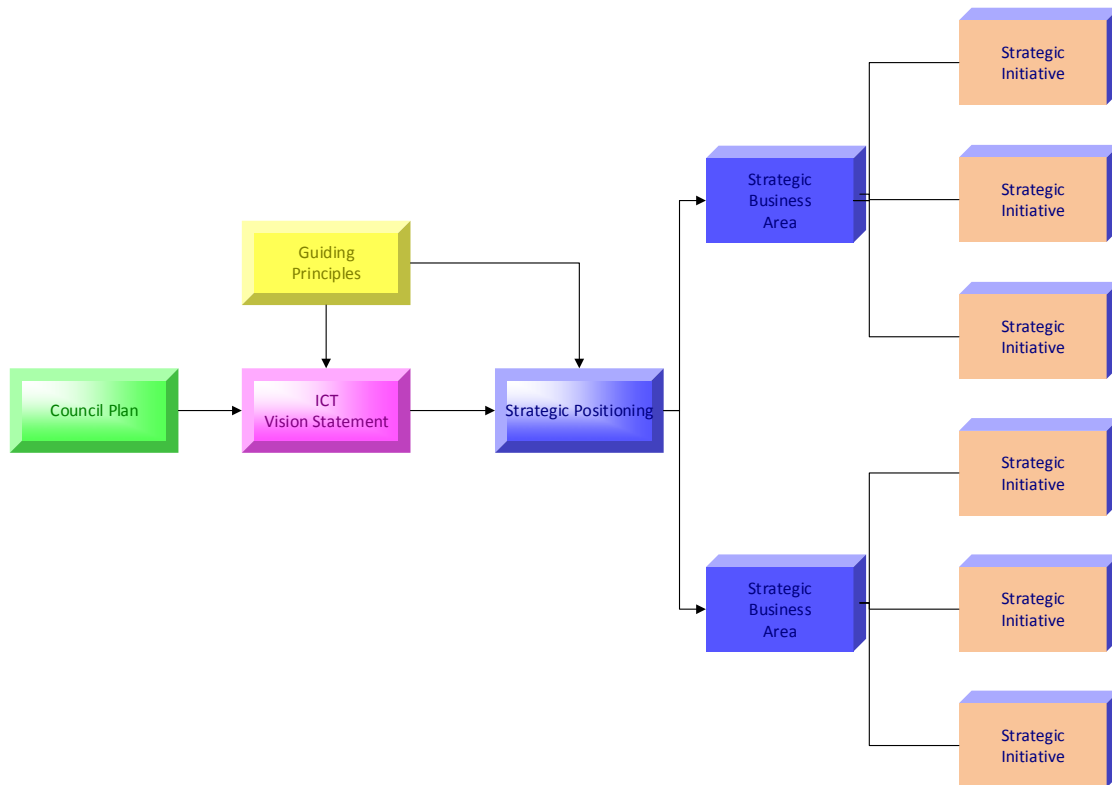 Strategic
Initiative
Strategic
Initiative
Strategic
Business
Area
Guiding
Principles
Strategic
Initiative
Council Plan
ICT
Vision Statement
Strategic Positioning
Strategic
Initiative
Strategic
Business
Area
Strategic
Initiative
Strategic
Initiative